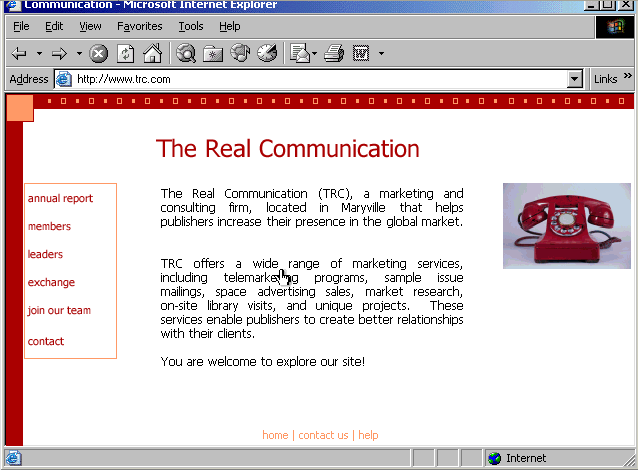 Communication - Microsoft Internet Explorer
File Edit View Favorites Tools Help
Address http://www.trc.com Links »
The Real Communication
annual report
members
leaders
exchange
join our team
contact
The Real Communication (TRC), a marketing and
consulting firm, located in Maryville that helps
publishers increase their presence in the global market.
TRC offers a wide range of marketing services,
including telemarketing programs, sample issue
mailings, space advertising sales, market research,
on-site library visits, and unique projects. These
services enable publishers to create better relationships
with their clients.
You are welcome to explore our site!
home | contact us | help
Internet